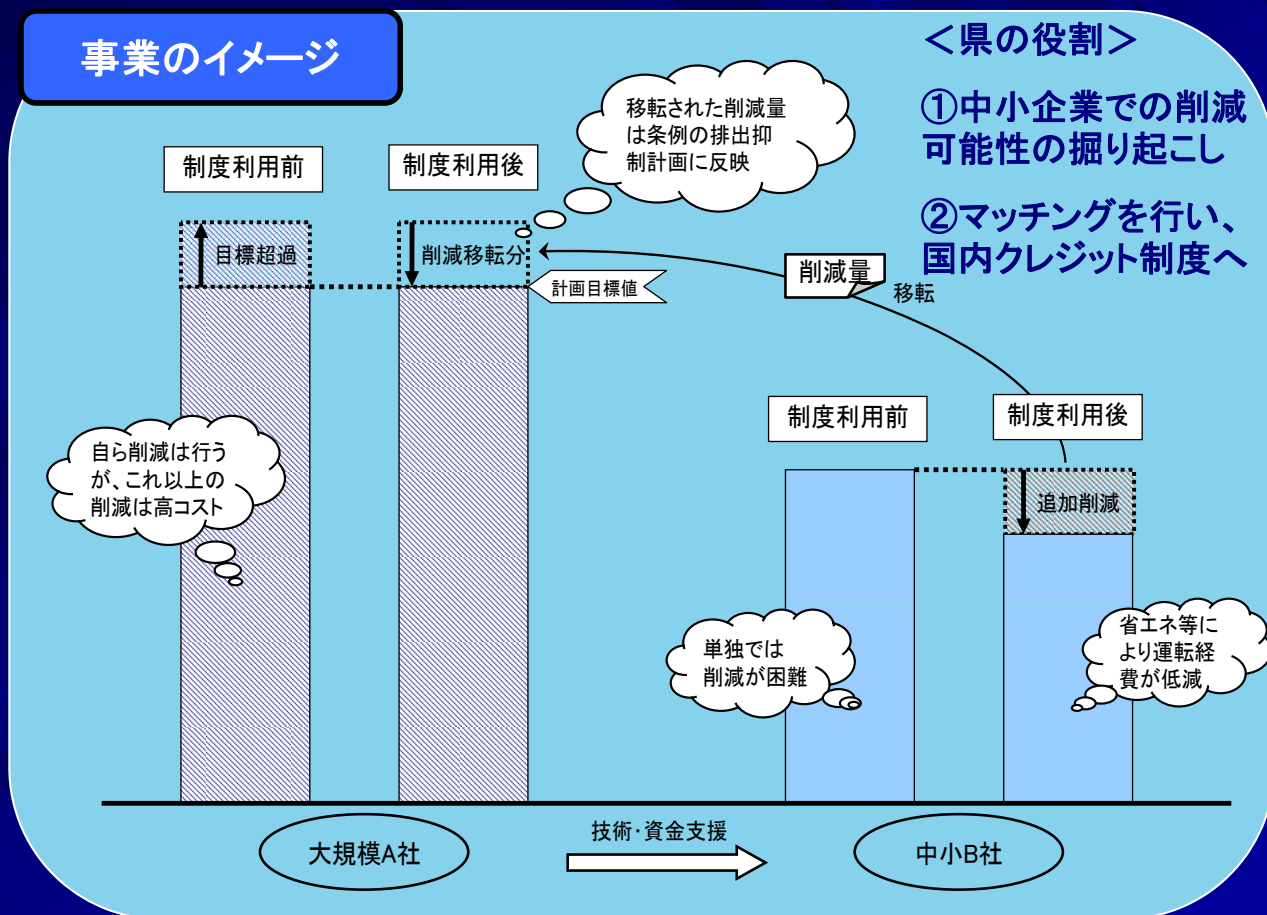 事業のイメージ
＜県の役割＞
①中小企業での削減
可能性の掘り起こし
②マッチングを行い、
国内クレジット制度へ
移転された削減量
は条例の排出抑
制計画に反映
制度利用前
制度利用後
目標超過
削減移転分
計画目標値
削減量
移転
自ら削減は行う
が、これ以上の
削減は高コスト
制度利用前
制度利用後
追加削減
単独では
削減が困難
省エネ等に
より運転経
費が低減
大規模A社
技術・資金支援
中小B社